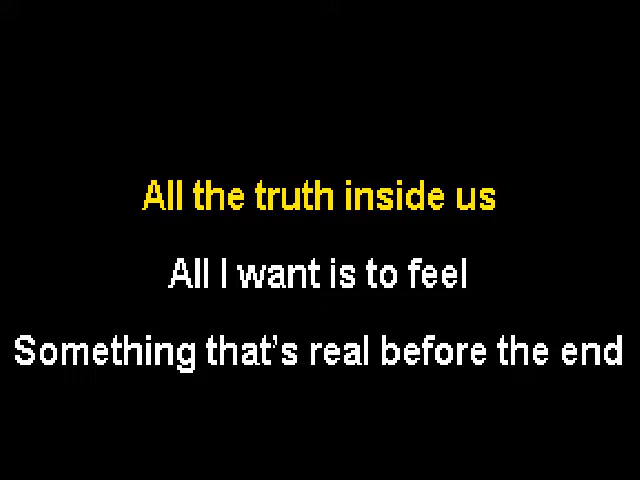 All the truth inside us
All I want is to feel
Something that's real before the end